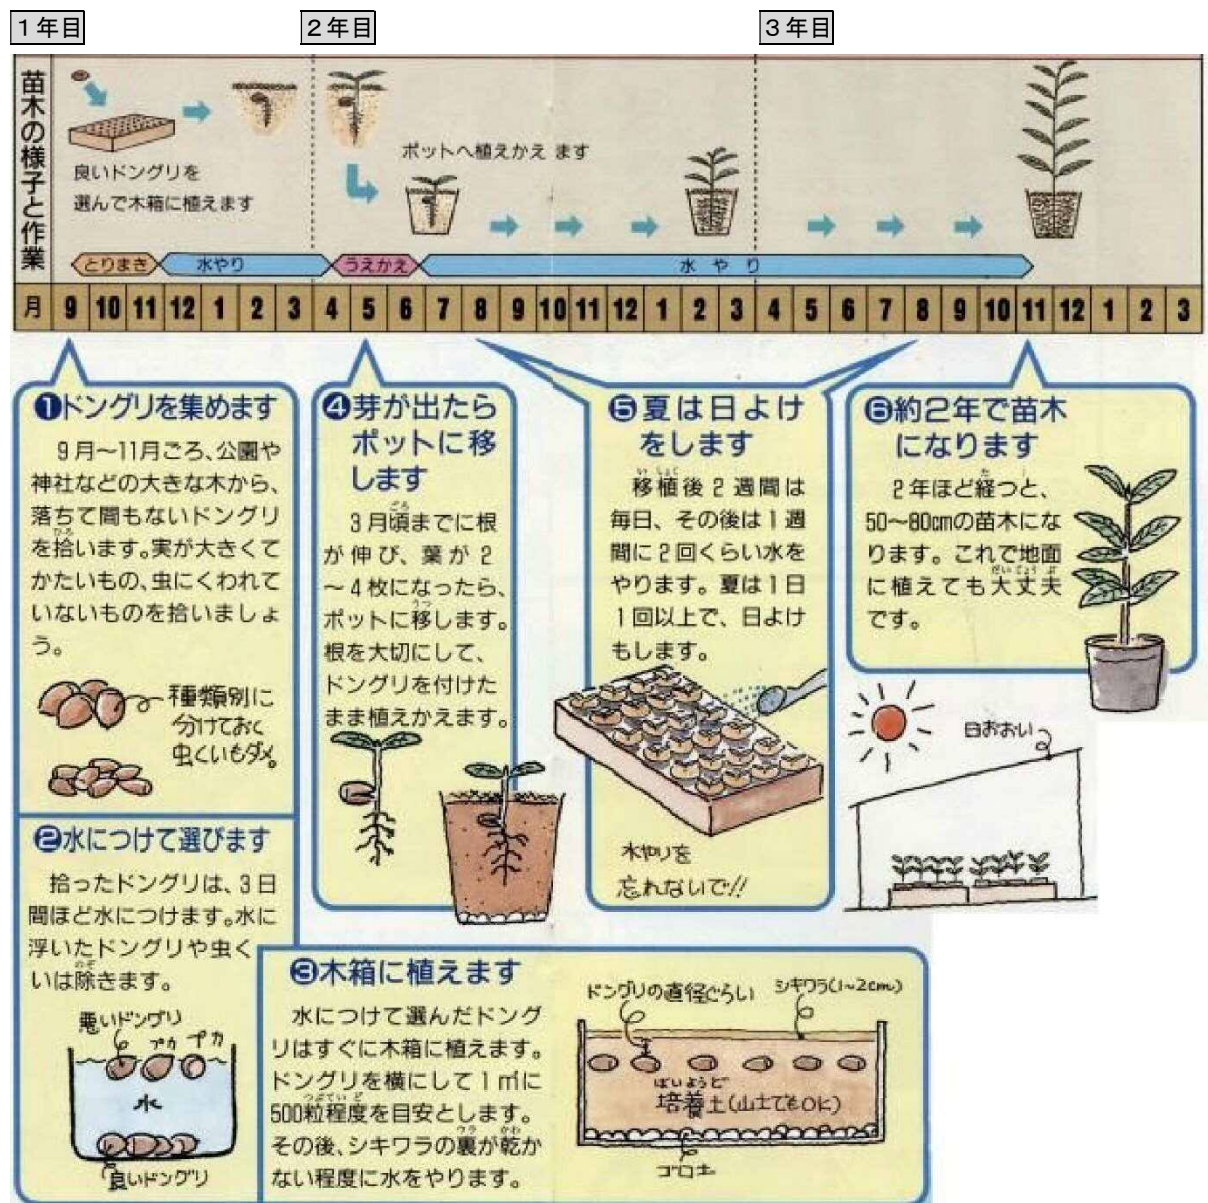 1年目
2年目
3年目
苗木の様子と作業
良いドングリを
選んで木箱に植えます
ポットへ植えかえ ます
とりまき
水やり
うえかえ
水やり
月 9 10 11 12 1 2 3 4 5 6 7 8 9 10 11 12 1 2 3 4 5 6 7 8 9 10 11 12 1 2 3
❶ドングリを集めます
9月~11月ごろ、公園や
神社などの大きな木から、
落ちて間もないドングリ
を拾います。実が大きくて
かたいもの、虫にくわれて
いないものを拾いましょ
う。
種類別に
分けておく
虫くいもダメ。
❷水につけて選びます
拾ったドングリは、3日
間ほど水につけます。水に
浮いたドングリや虫く
いは除きます。
悪いドングリ
プカ プカ
水
良いドングリ
❸木箱に植えます
水につけて選んだドング
リはすぐに木箱に植えます。
ドングリを横にして1㎡に
500粒程度を目安とします。
その後、シキワラの裏が乾か
ない程度に水をやります。
ドングリの直径ぐらい
シキワラ(1~2cm)
ばいようど
培養土(山土でもOK)
ゴロ土
❹芽が出たら
ポットに移
します
3月頃までに根
が伸び、葉が2
~4枚になったら、
ポットに移します。
根を大切にして、
ドングリを付けた
まま植えかえます。
❺夏は日よけ
をします
移植後2週間は
毎日、その後は1週
間に2回くらい水を
やります。夏は1日
1回以上で、日よけ
もします。
水やりを
忘れないで!!
❻約2年で苗木
になります
2年ほど経つと、
50~80cmの苗木にな
ります。これで地面
に植えても大丈夫
です。
日おおい